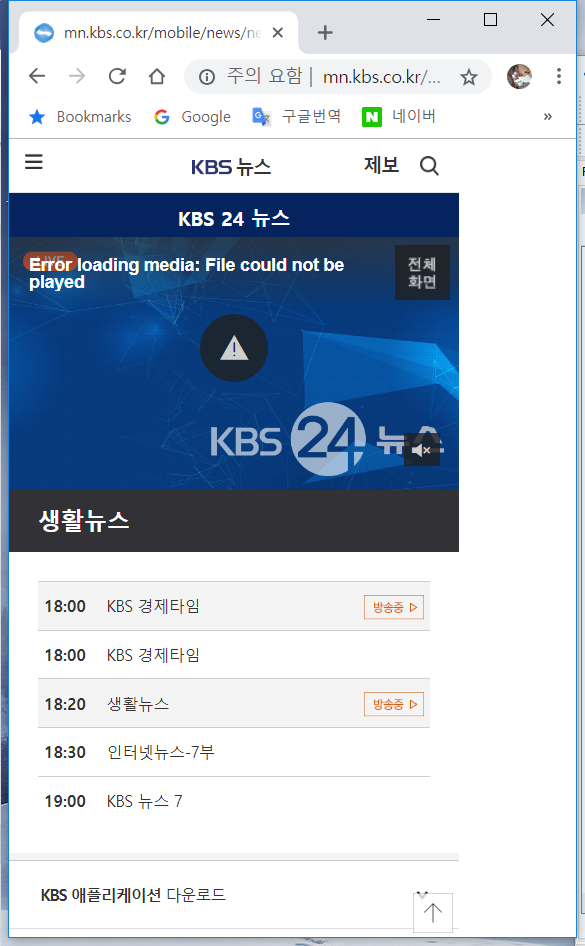 mn.kbs.co.kr/mobile/news/ne
주의 요함 | mn.kbs.co.kr/...
Bookmarks Google 구글번역 네이버 »
KBS 뉴스 제보
KBS 24 뉴스
LIVE
Error loading media: File could not be
played
전체
화면
KBS 24 뉴스
생활뉴스
18:00 KBS 경제타임 방송중
18:00 KBS 경제타임
18:20 생활뉴스 방송중
18:30 인터넷뉴스-7부
19:00 KBS 뉴스 7
KBS 애플리케이션 다운로드